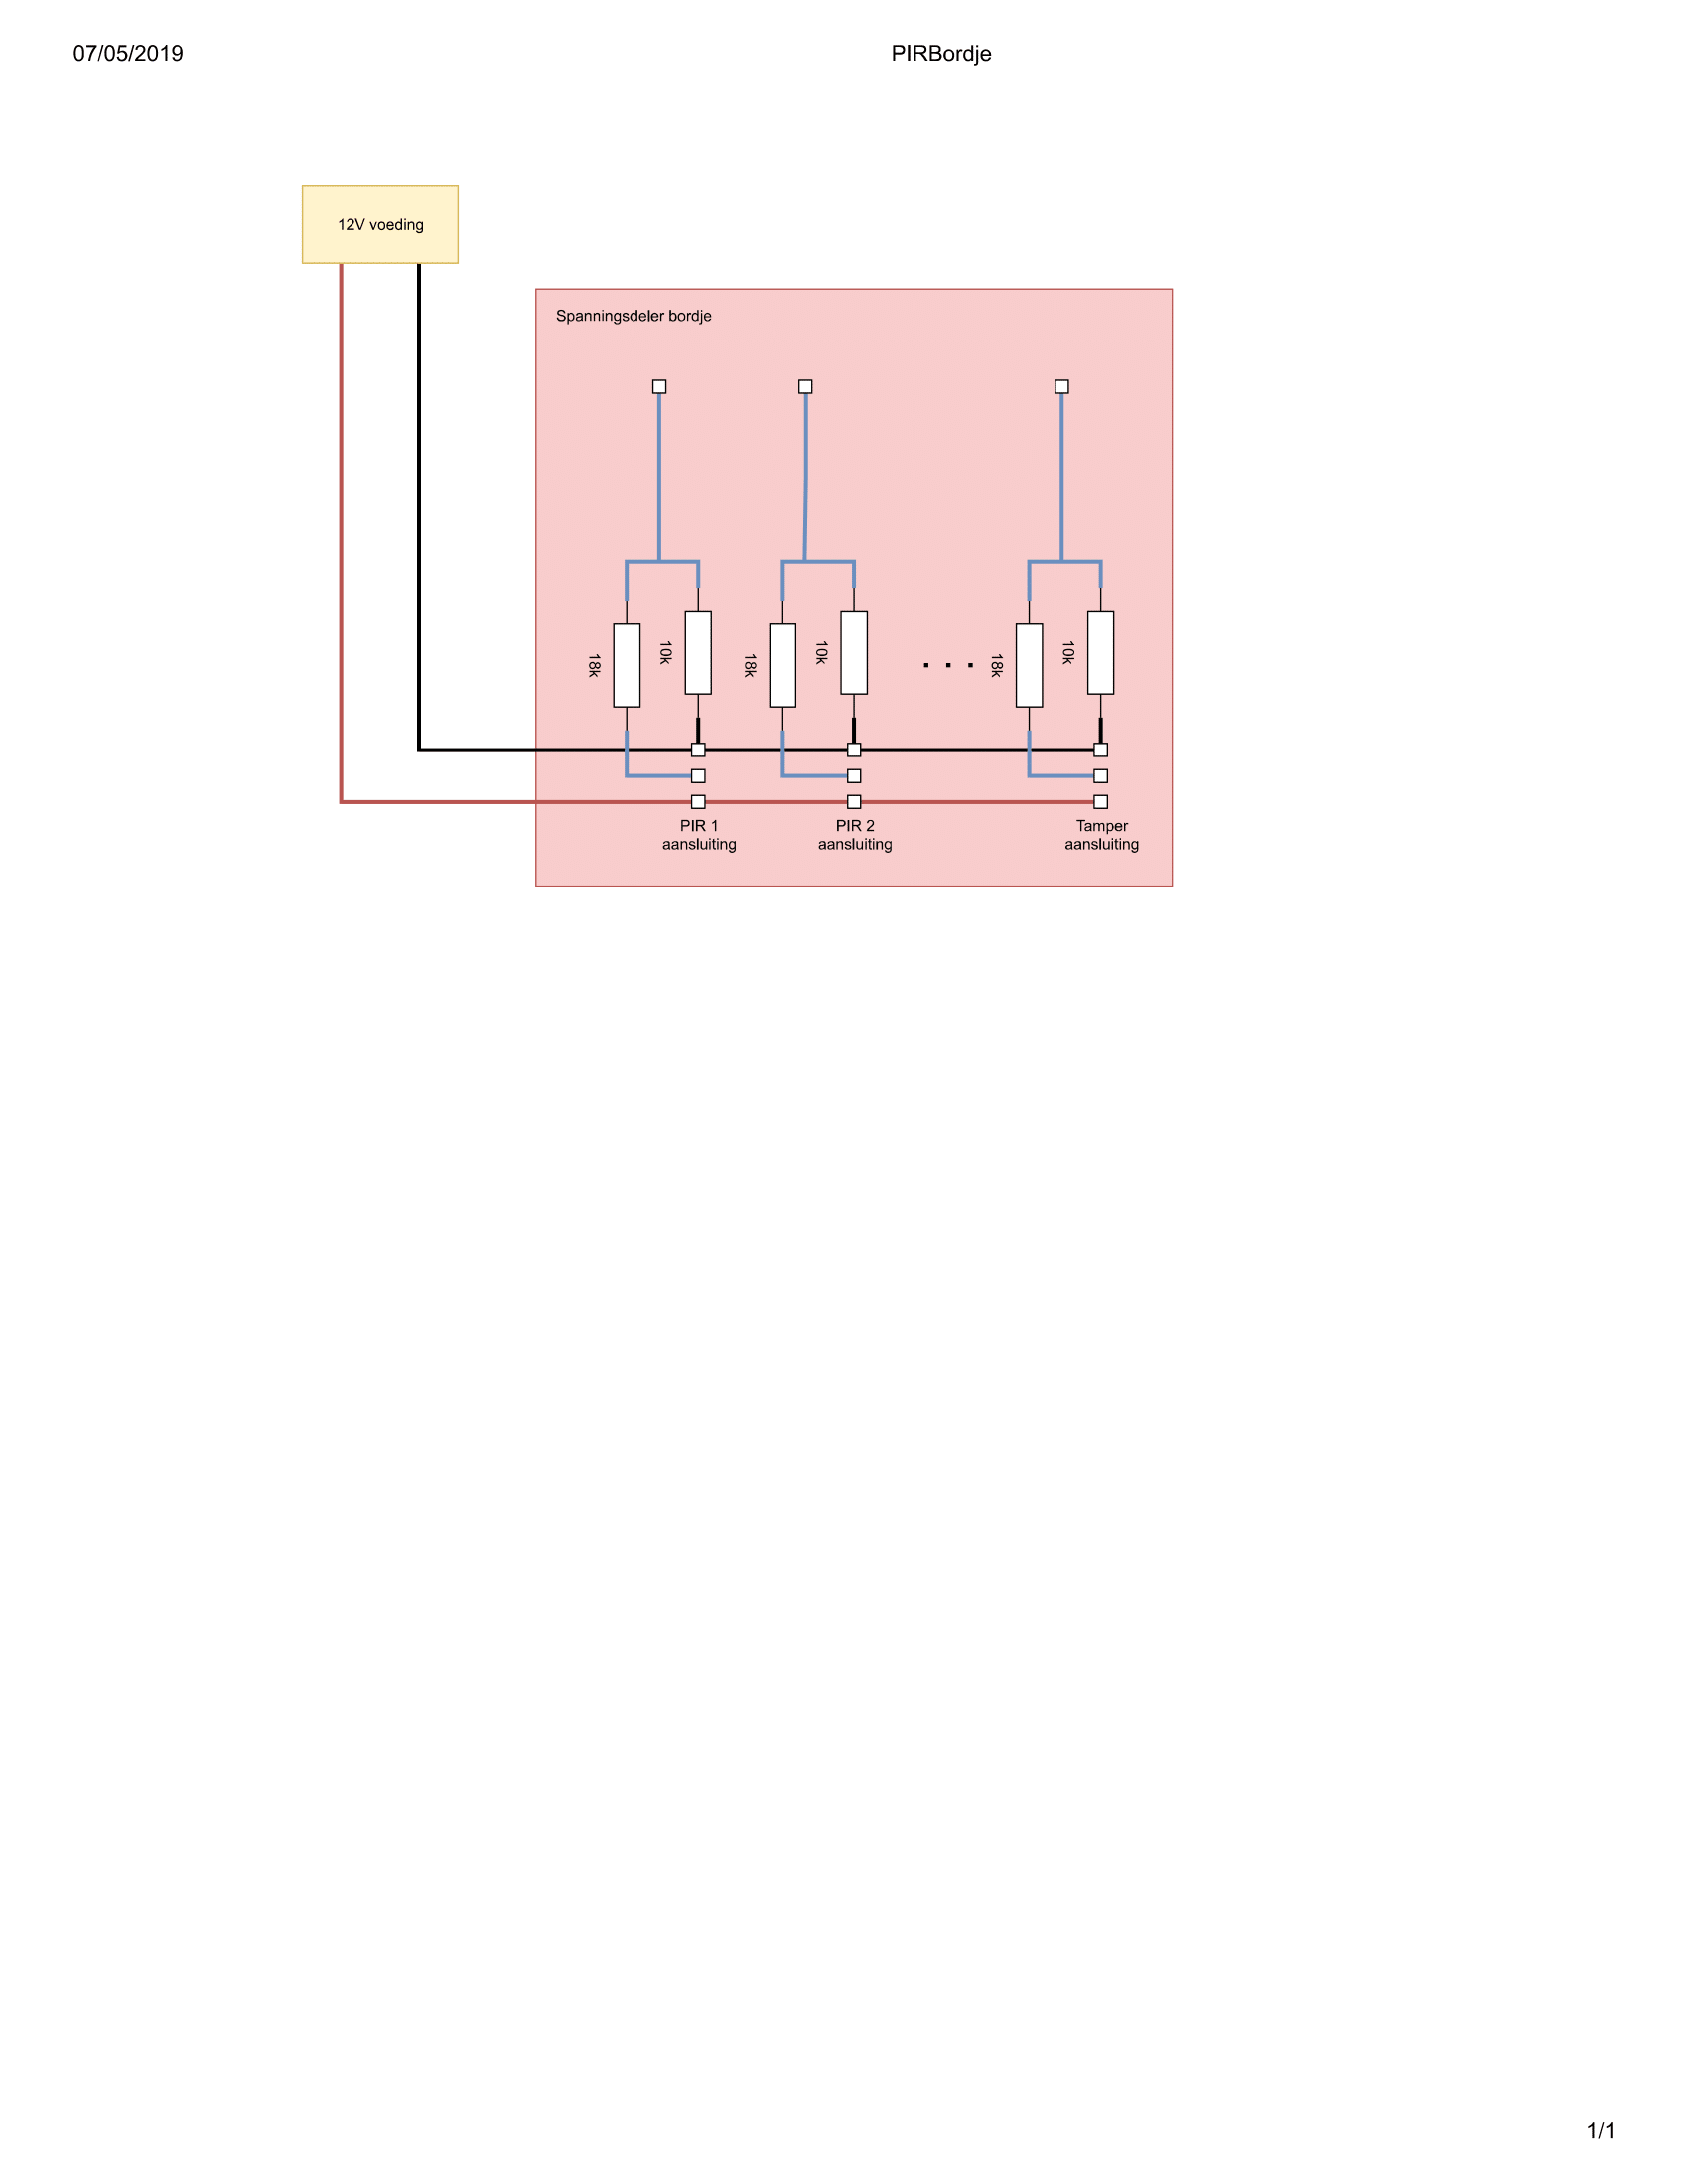 07/05/2019
PIRBordje
12V voeding
Spanningsdeler bordje
18k
10k
18k
10k
. . .
18k
10k
PIR 1
aansluiting
PIR 2
aansluiting
Tamper
aansluiting
1/1